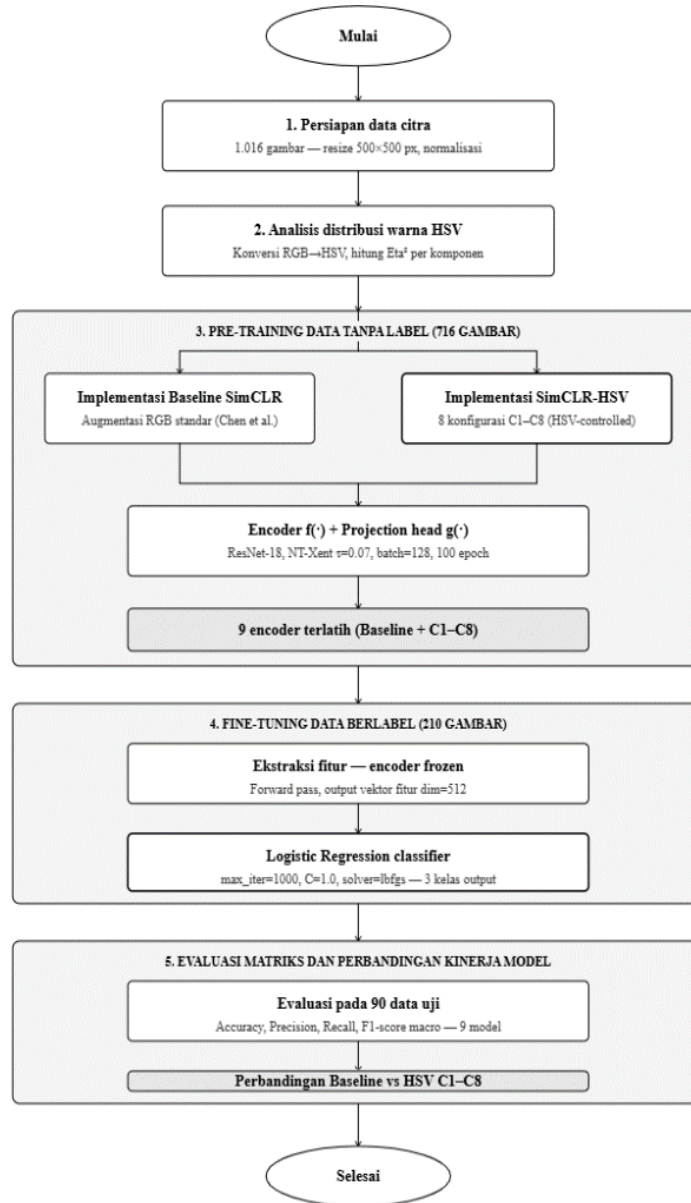 Mulai
1. Persiapan data citra
1.016 gambar — resize 500×500 px, normalisasi
2. Analisis distribusi warna HSV
Konversi RGB→HSV, hitung Eta² per komponen
3. PRE-TRAINING DATA TANPA LABEL (716 GAMBAR)
Implementasi Baseline SimCLR
Augmentasi RGB standar (Chen et al.)
Implementasi SimCLR-HSV
8 konfigurasi C1–C8 (HSV-controlled)
Encoder f(·) + Projection head g(·)
ResNet-18, NT-Xent τ=0.07, batch=128, 100 epoch
9 encoder terlatih (Baseline + C1–C8)
4. FINE-TUNING DATA BERLABEL (210 GAMBAR)
Ekstraksi fitur — encoder frozen
Forward pass, output vektor fitur dim=512
Logistic Regression classifier
max_iter=1000, C=1.0, solver=lbfgs — 3 kelas output
5. EVALUASI MATRIKS DAN PERBANDINGAN KINERJA MODEL
Evaluasi pada 90 data uji
Accuracy, Precision, Recall, F1-score macro — 9 model
Perbandingan Baseline vs HSV C1–C8
Selesai